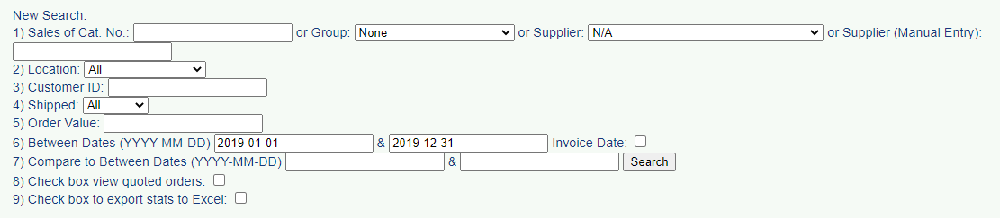 New Search:
1) Sales of Cat. No.: or Group: None or Supplier: N/A or Supplier (Manual Entry):
2) Location: All
3) Customer ID:
4) Shipped: All
5) Order Value:
6) Between Dates (YYYY-MM-DD) 2019-01-01 & 2019-12-31 Invoice Date:
7) Compare to Between Dates (YYYY-MM-DD) & Search
8) Check box view quoted orders:
9) Check box to export stats to Excel: